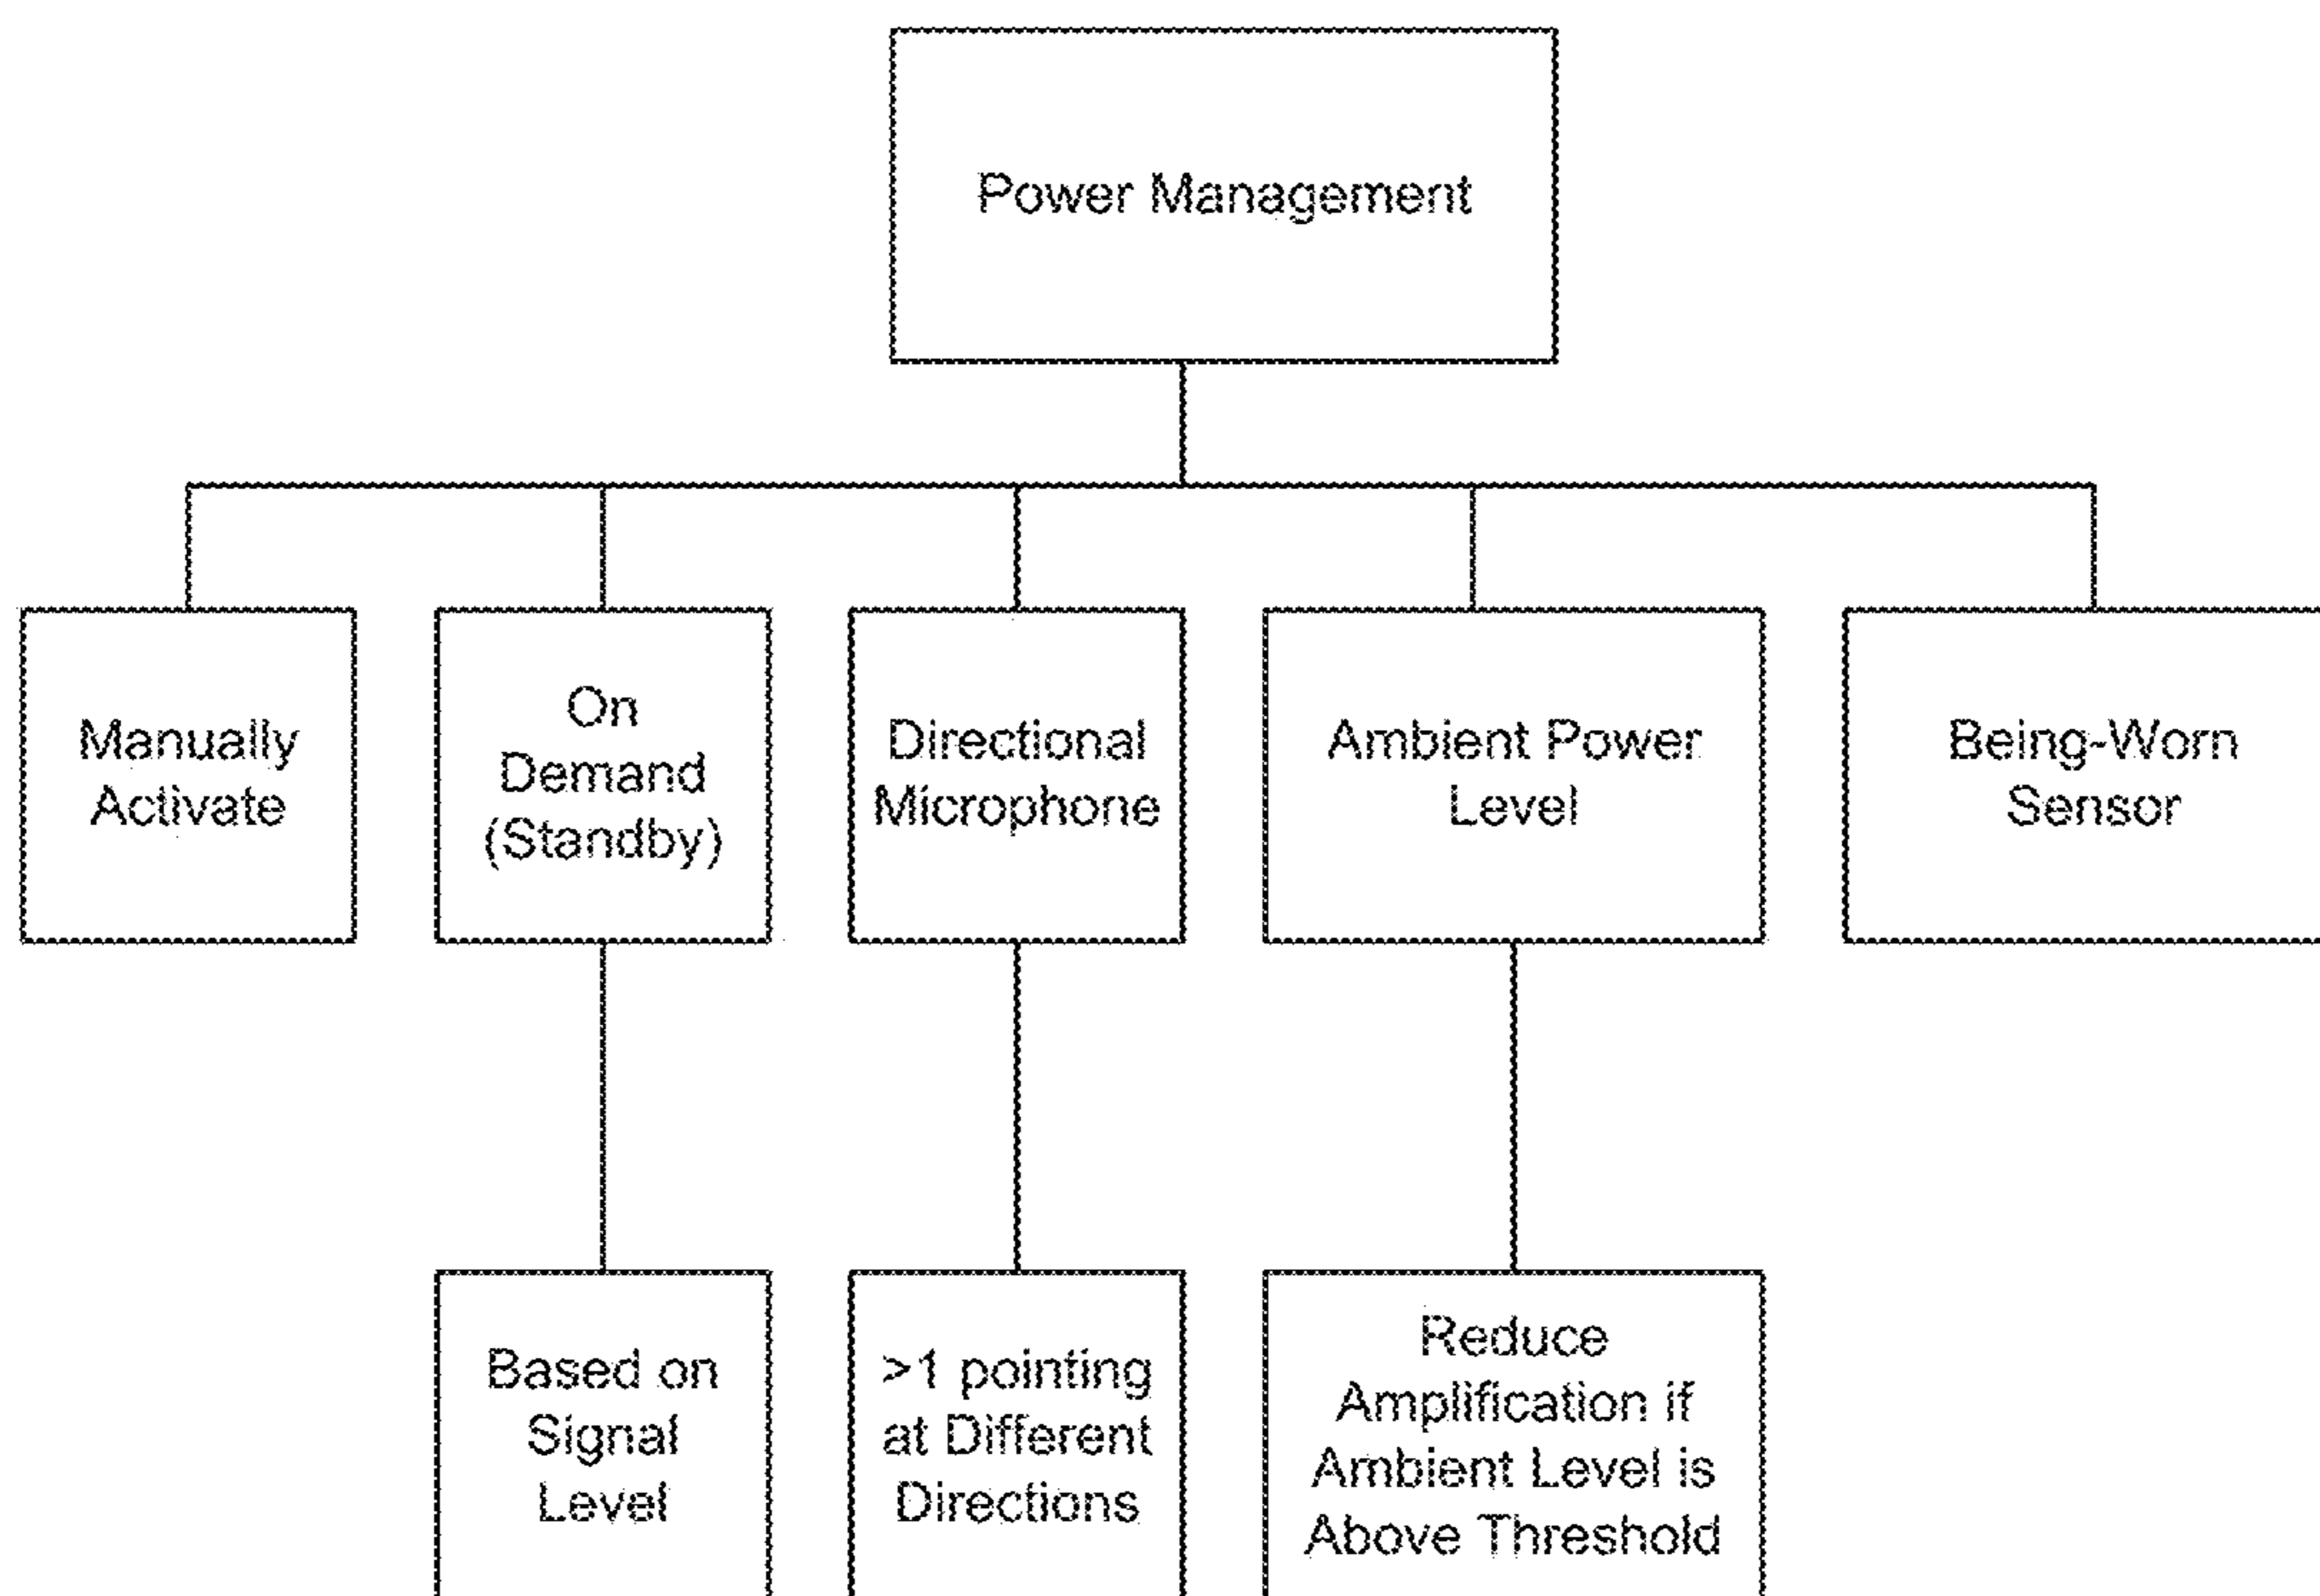 Power Management
Manually
Activate
On
Demand
(Standby)
Directional
Microphone
Ambient Power
Level
Being-Worn
Sensor
Based on
Signal
Level
>1 pointing
at Different
Directions
Reduce
Amplification if
Ambient Level is
Above Threshold